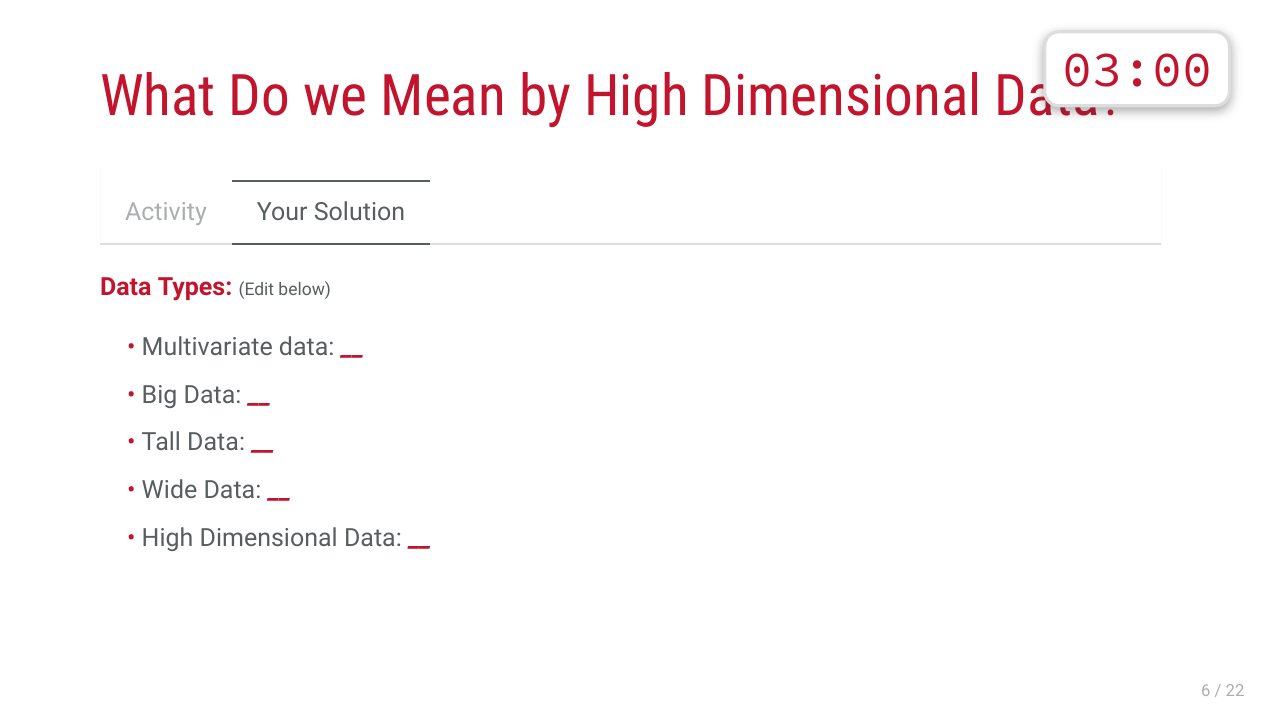 What Do we Mean by High Dimensional Data?
03:00
Activity
Your Solution
Data Types: (Edit below)
• Multivariate data: __
• Big Data: __
• Tall Data: __
• Wide Data: __
• High Dimensional Data: __
6 / 22